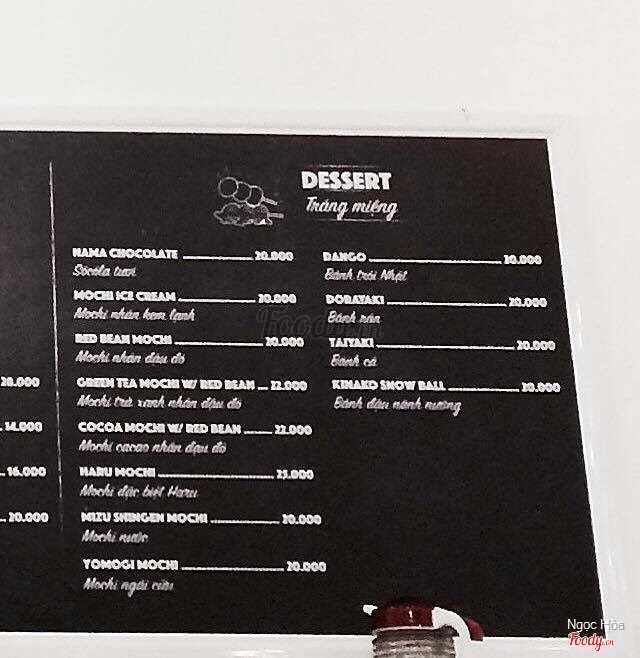 DESSERT
Tráng miệng
NAMA CHOCOLATE 20.000
Sôcôla tươi
MOCHI ICE CREAM 20.000
Mochi nhân kem lạnh
RED BEAN MOCHI 20.000
Mochi nhân đậu đỏ
GREEN TEA MOCHI W/ RED BEAN 22.000
Mochi trà xanh nhân đậu đỏ
COCOA MOCHI W/ RED BEAN 22.000
Mochi cacao nhân đậu đỏ
HARU MOCHI 25.000
Mochi đặc biệt Haru
MIZU SHINGEN MOCHI 20.000
Mochi nước
YOMOGI MOCHI 20.000
Mochi ngải cứu
DANGO 20.000
Bánh trôi Nhật
DORAYAKI 20.000
Bánh rán
TAIYAKI 20.000
Bánh cá
KINAKO SNOW BALL 20.000
Bánh đậu nành nướng
28.000
14.000
16.000
20.000
Foody.vn
Ngọc Hòa
Foody.vn